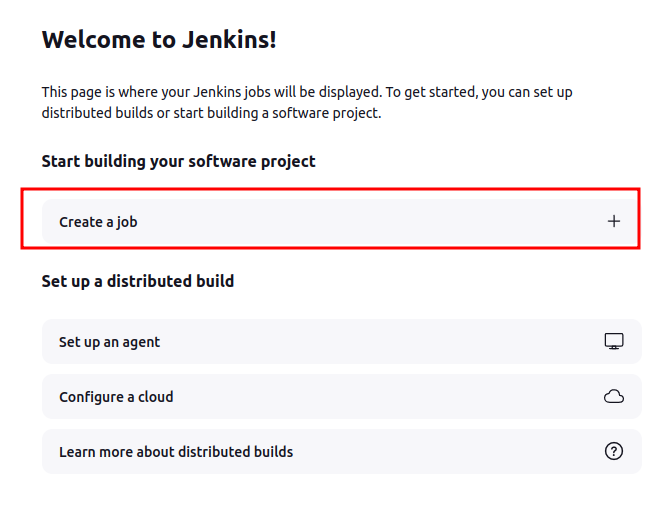 Welcome to Jenkins!
This page is where your Jenkins jobs will be displayed. To get started, you can set up
distributed builds or start building a software project.
Start building your software project
Create a job
Set up a distributed build
Set up an agent
Configure a cloud
Learn more about distributed builds